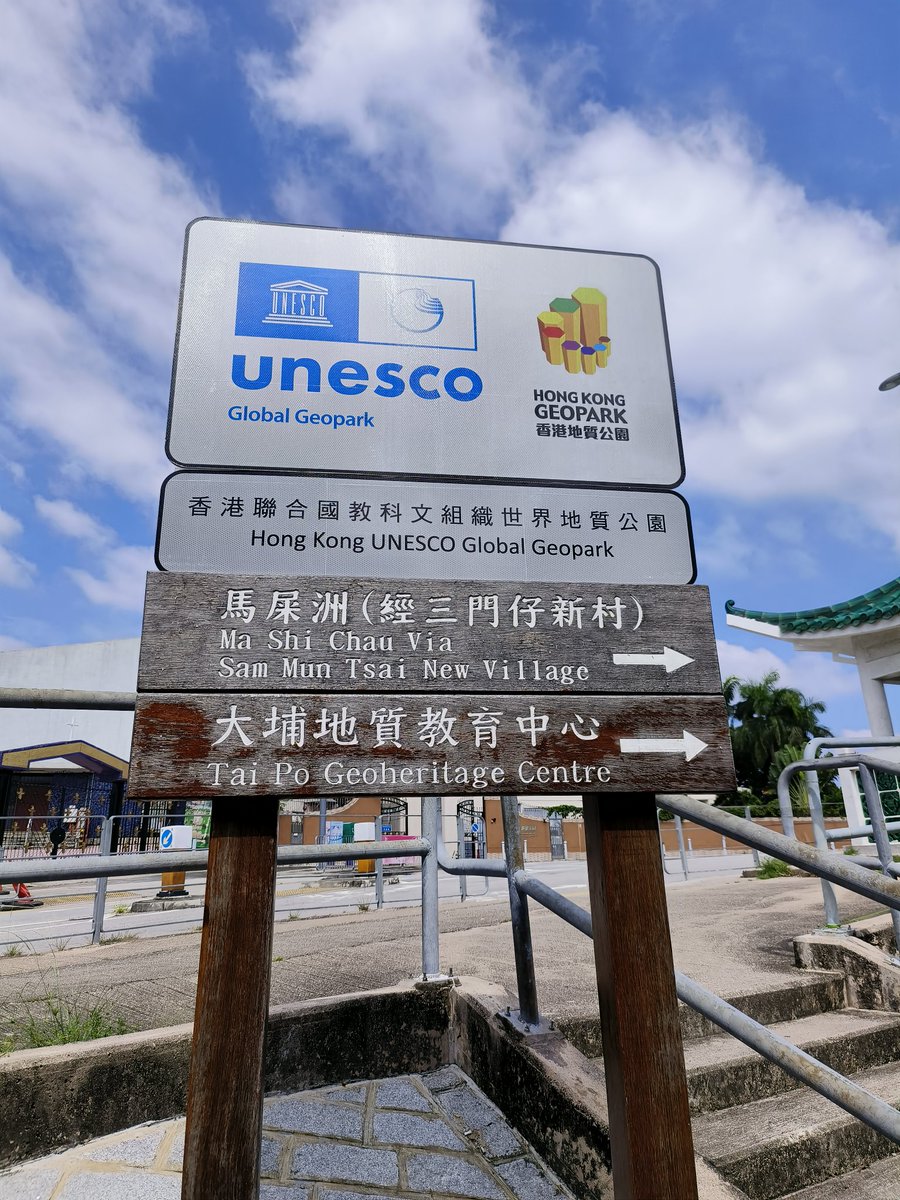 UNESCO
unesco
Global Geopark
HONG KONG
GEOPARK
香港地質公園
香港聯合國教科文組織世界地質公園
Hong Kong UNESCO Global Geopark
馬屎洲(經三門仔新村)
Ma Shi Chau Via
Sam Mun Tsai New Village
大埔地質教育中心
Tai Po Geoheritage Centre